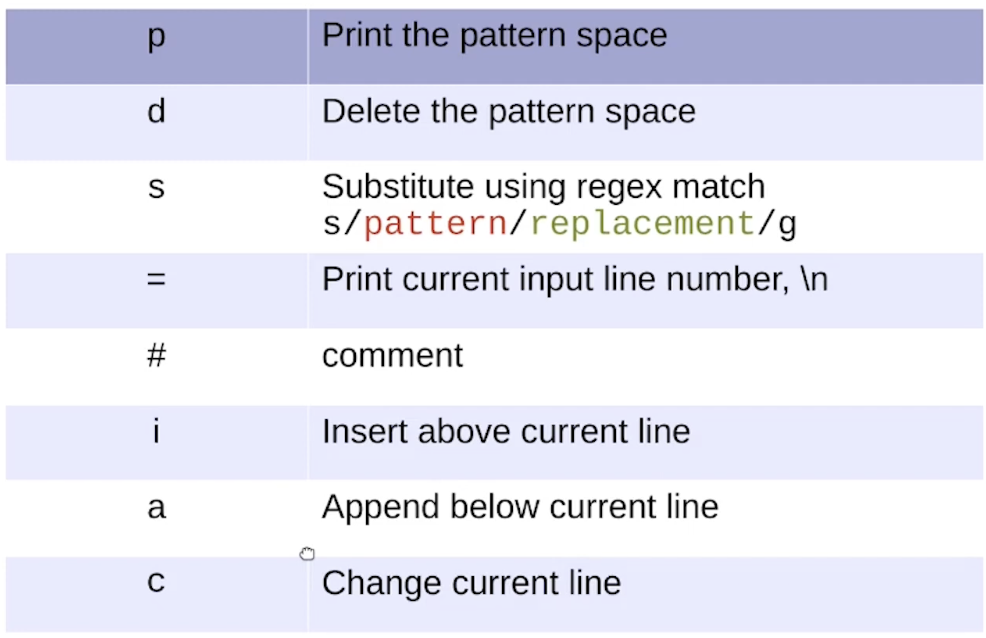 p Print the pattern space
d Delete the pattern space
s Substitute using regex match
s/pattern/replacement/g
= Print current input line number, \n
# comment
i Insert above current line
a Append below current line
c Change current line